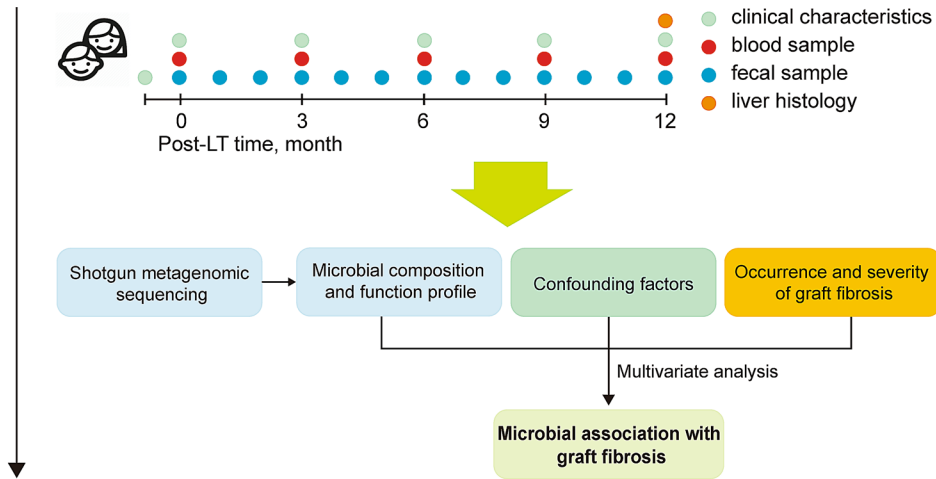 clinical characteristics
blood sample
fecal sample
liver histology
0 3 6 9 12
Post-LT time, month
Shotgun metagenomic
sequencing
Microbial composition
and function profile
Confounding factors
Occurrence and severity
of graft fibrosis
Multivariate analysis
Microbial association with
graft fibrosis